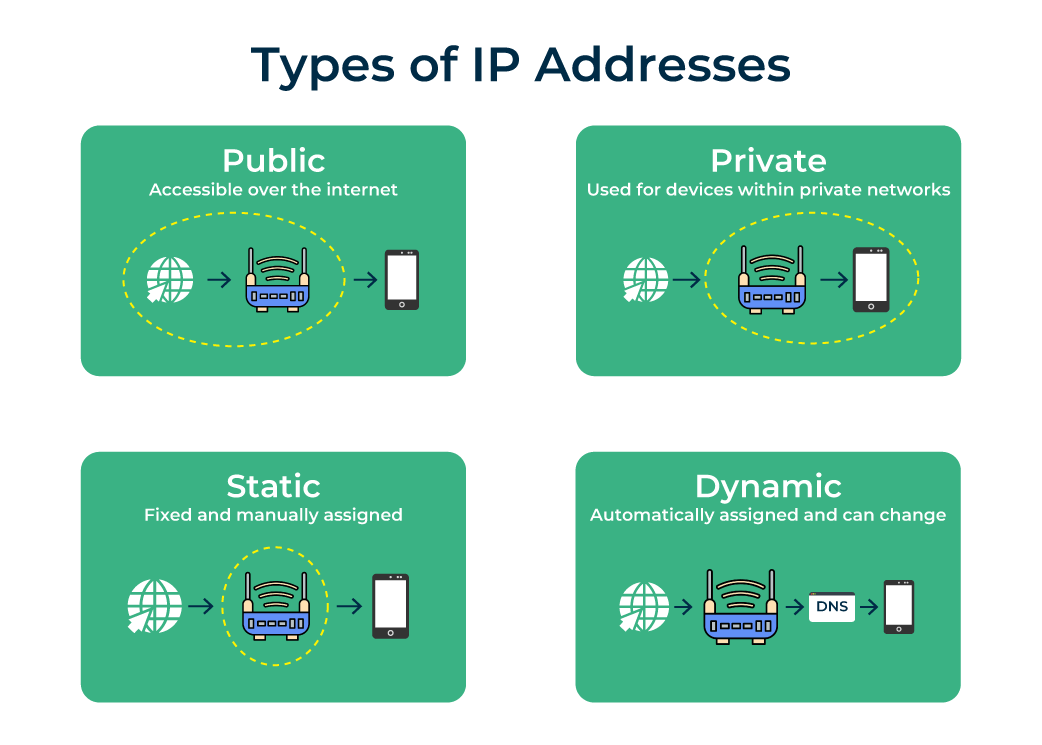 Types of IP Addresses
Public
Accessible over the internet
Private
Used for devices within private networks
Static
Fixed and manually assigned
Dynamic
Automatically assigned and can change
DNS